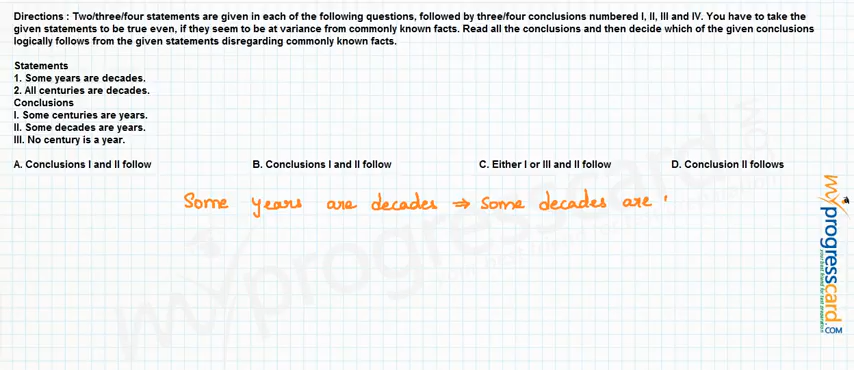 Directions : Two/three/four statements are given in each of the following questions, followed by three/four conclusions numbered I, II, III and IV. You have to take the
given statements to be true even, if they seem to be at variance from commonly known facts. Read all the conclusions and then decide which of the given conclusions
logically follows from the given statements disregarding commonly known facts.
Statements
1. Some years are decades.
2. All centuries are decades.
Conclusions
I. Some centuries are years.
II. Some decades are years.
III. No century is a year.
A. Conclusions I and II follow B. Conclusions I and II follow C. Either I or III and II follow D. Conclusion II follows
Some years are decades ⇒ some decades are
myprogresscard.COM
your best friend for test preparation